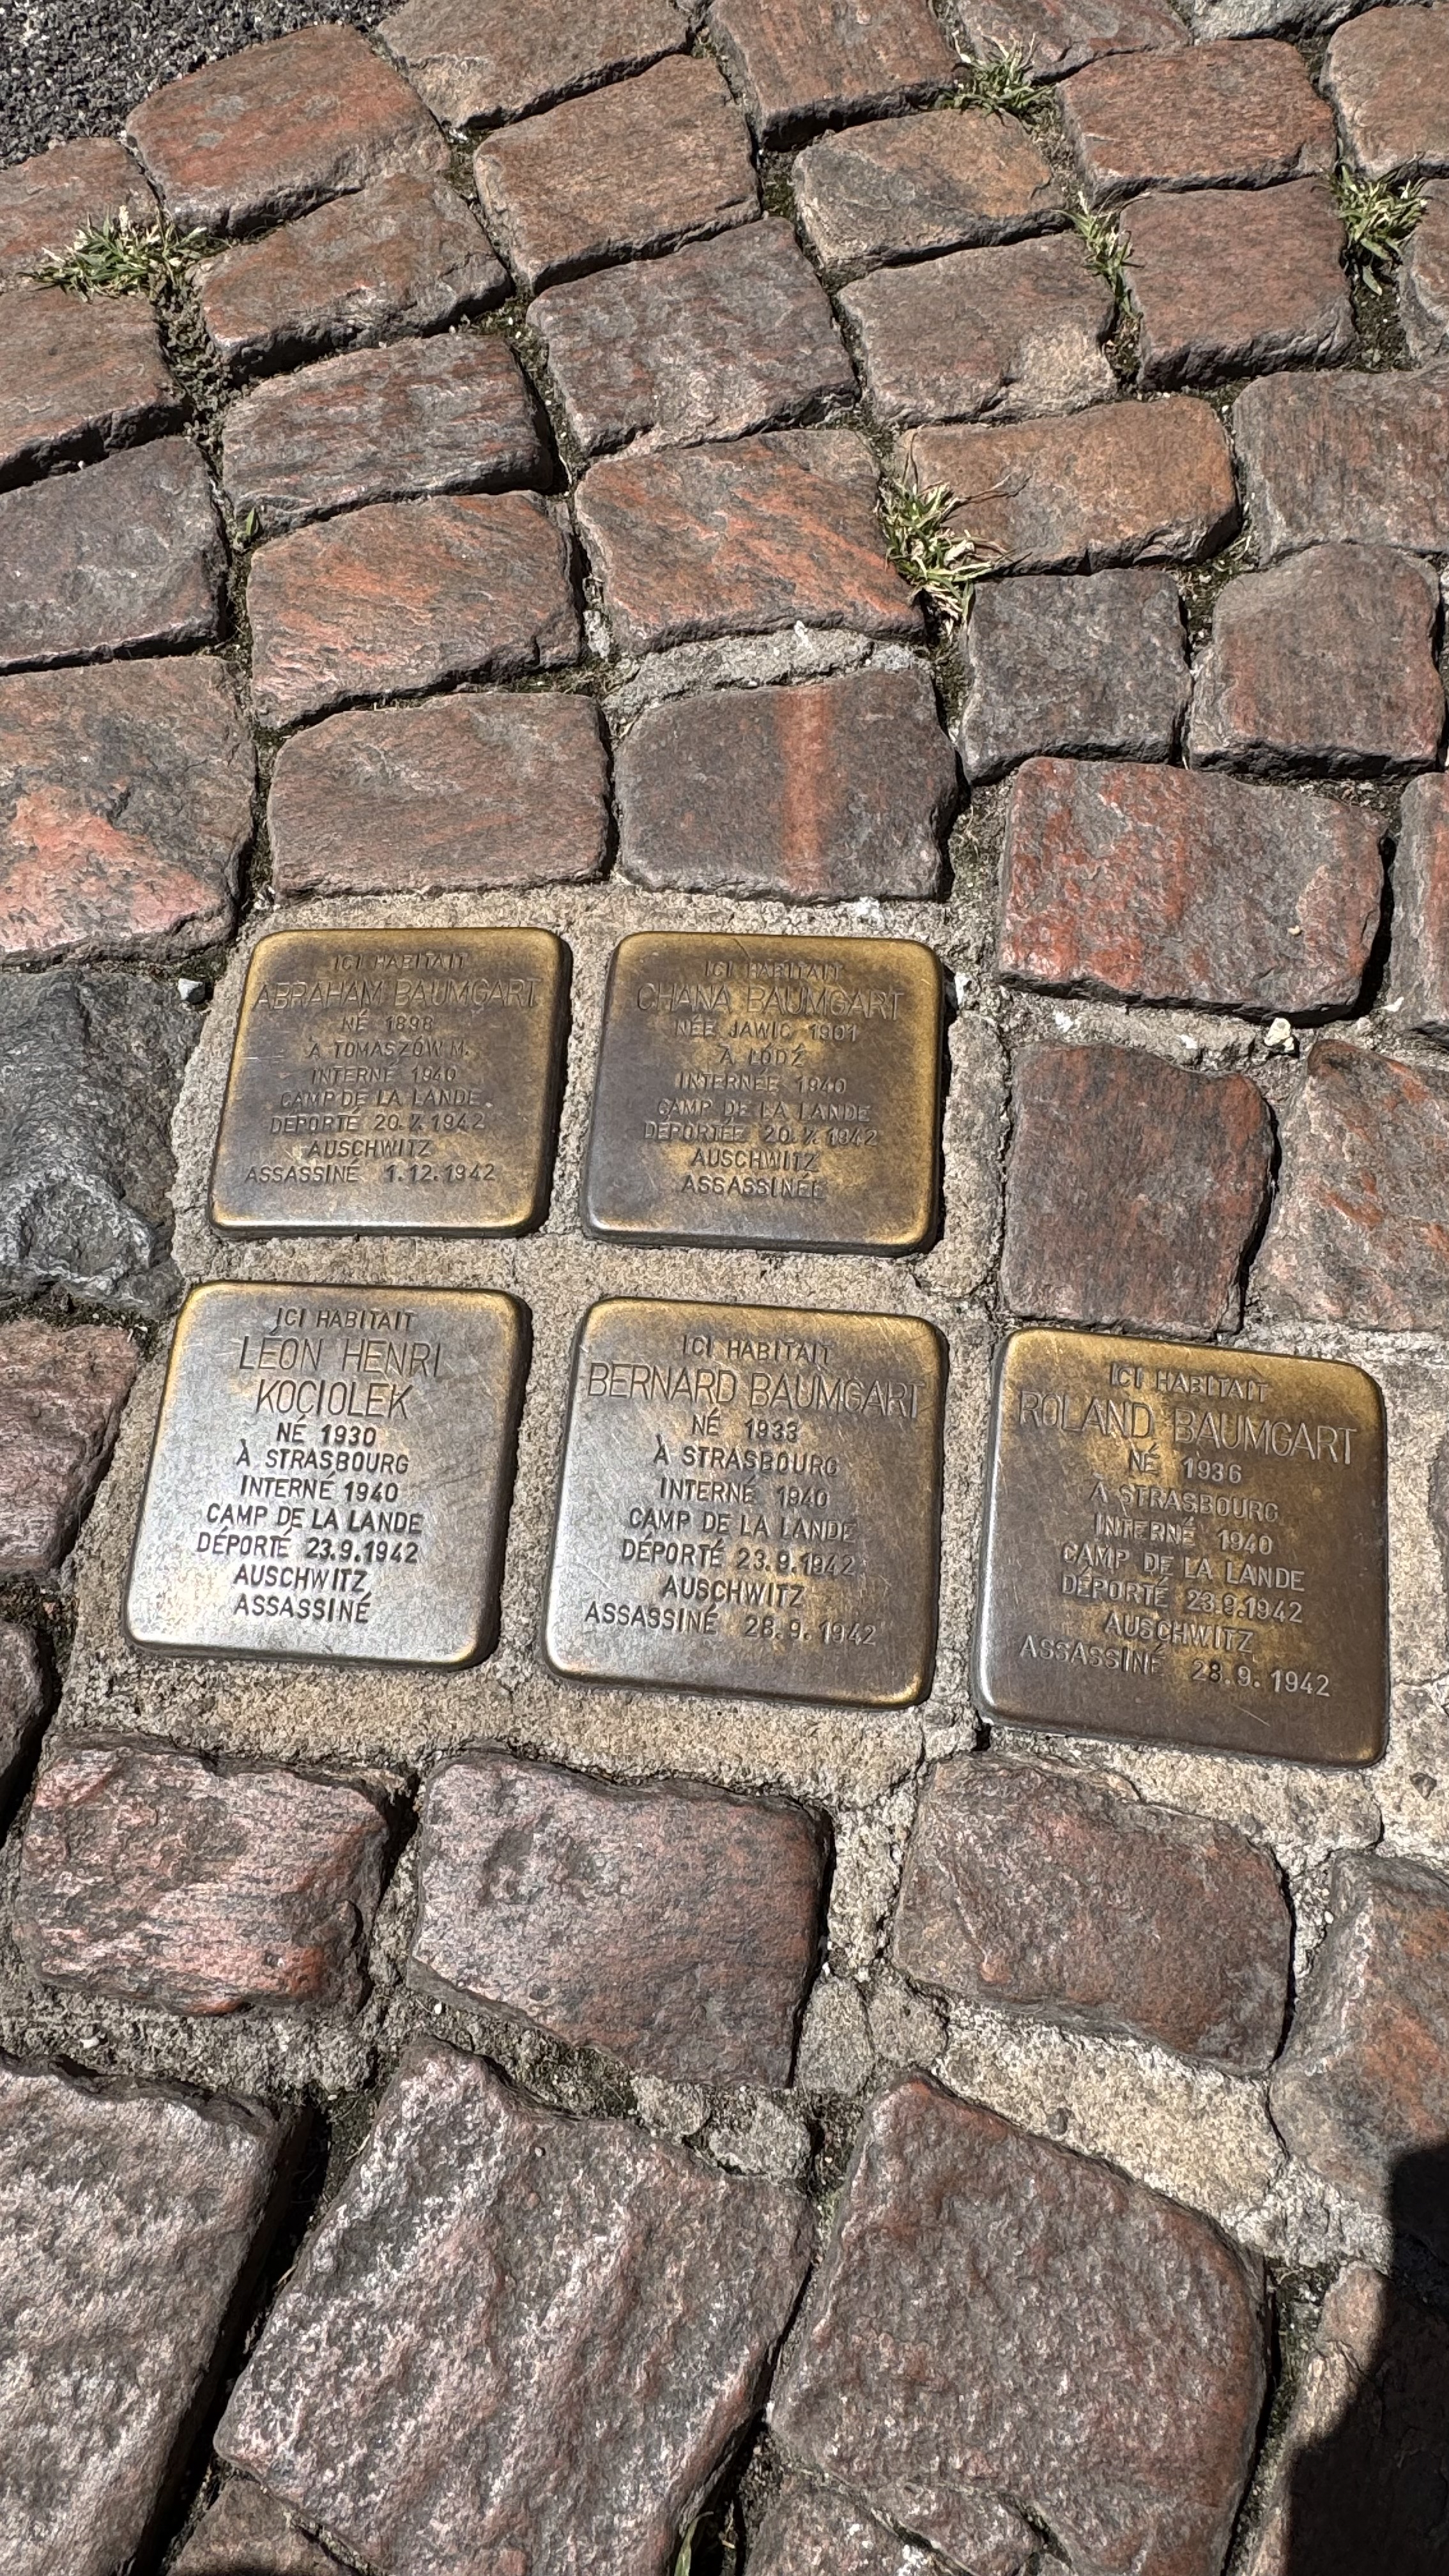 ICI HABITAIT
ABRAHAM BAUMGART
NÉ 1898
À TOMASZÓW M.
INTERNÉ 1940
CAMP DE LA LANDE
DÉPORTÉ 20.7.1942
AUSCHWITZ
ASSASSINÉ 1.12.1942
ICI HABITAIT
CHANA BAUMGART
NÉE JAWIC 1901
À ŁÓDŹ
INTERNÉE 1940
CAMP DE LA LANDE
DÉPORTÉE 20.7.1942
AUSCHWITZ
ASSASSINÉE
ICI HABITAIT
LÉON HENRI
KOCIOLEK
NÉ 1930
À STRASBOURG
INTERNÉ 1940
CAMP DE LA LANDE
DÉPORTÉ 23.9.1942
AUSCHWITZ
ASSASSINÉ
ICI HABITAIT
BERNARD BAUMGART
NÉ 1933
À STRASBOURG
INTERNÉ 1940
CAMP DE LA LANDE
DÉPORTÉ 23.9.1942
AUSCHWITZ
ASSASSINÉ 28.9.1942
ICI HABITAIT
ROLAND BAUMGART
NÉ 1936
À STRASBOURG
INTERNÉ 1940
CAMP DE LA LANDE
DÉPORTÉ 23.9.1942
AUSCHWITZ
ASSASSINÉ 28.9.1942